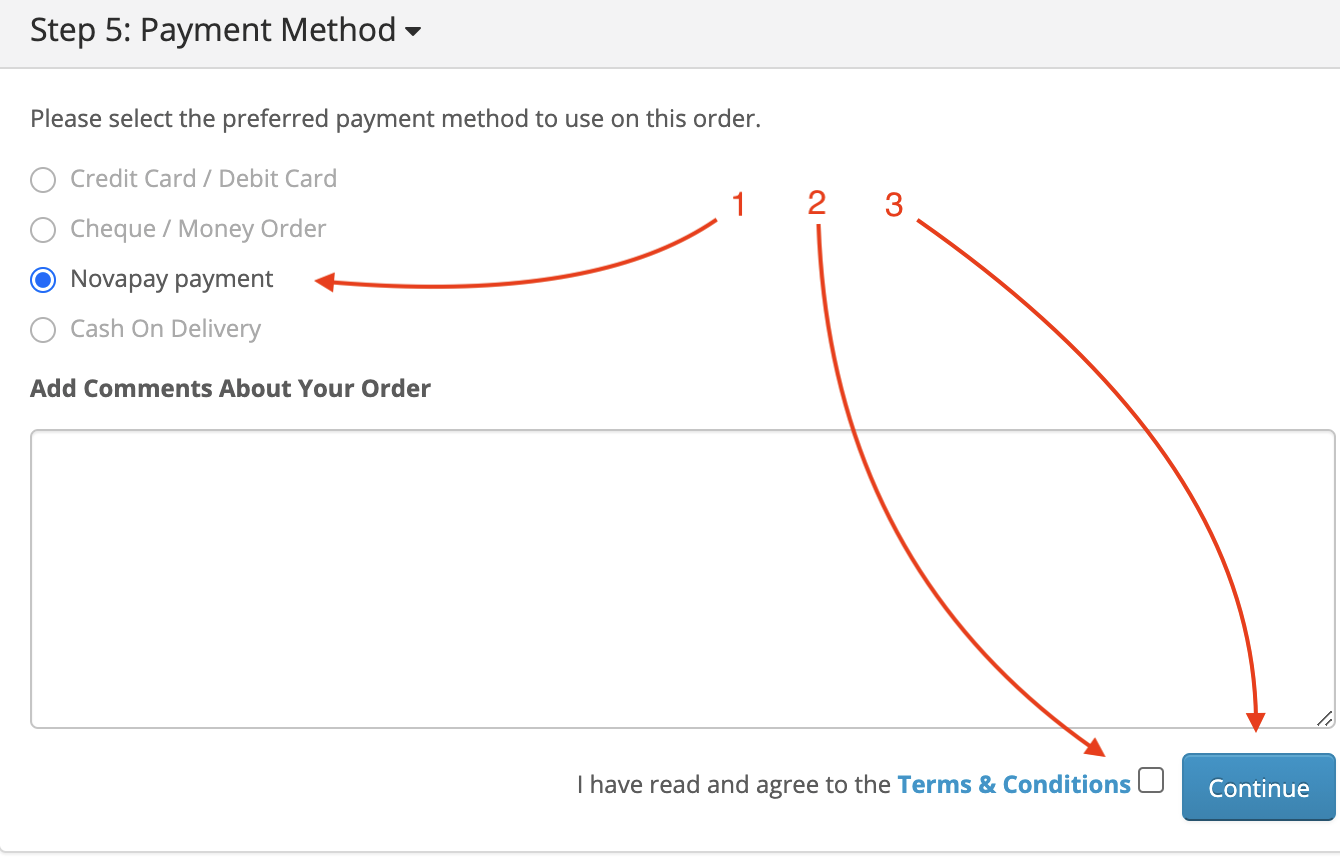 Step 5: Payment Method
Please select the preferred payment method to use on this order.
Credit Card / Debit Card
1 2 3
Cheque / Money Order
Novapay payment
Cash On Delivery
Add Comments About Your Order
I have read and agree to the Terms & Conditions
Continue